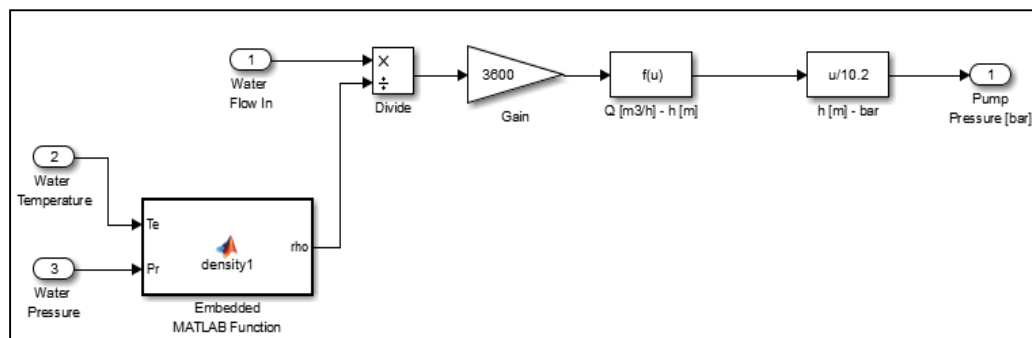 1
Water
Flow In
×
÷
Divide
3600
Gain
f(u)
Q [m3/h] - h [m]
u/10.2
h [m] - bar
1
Pump
Pressure [bar]
2
Water
Temperature
3
Water
Pressure
Te
Pr
density1
rho
Embedded
MATLAB Function